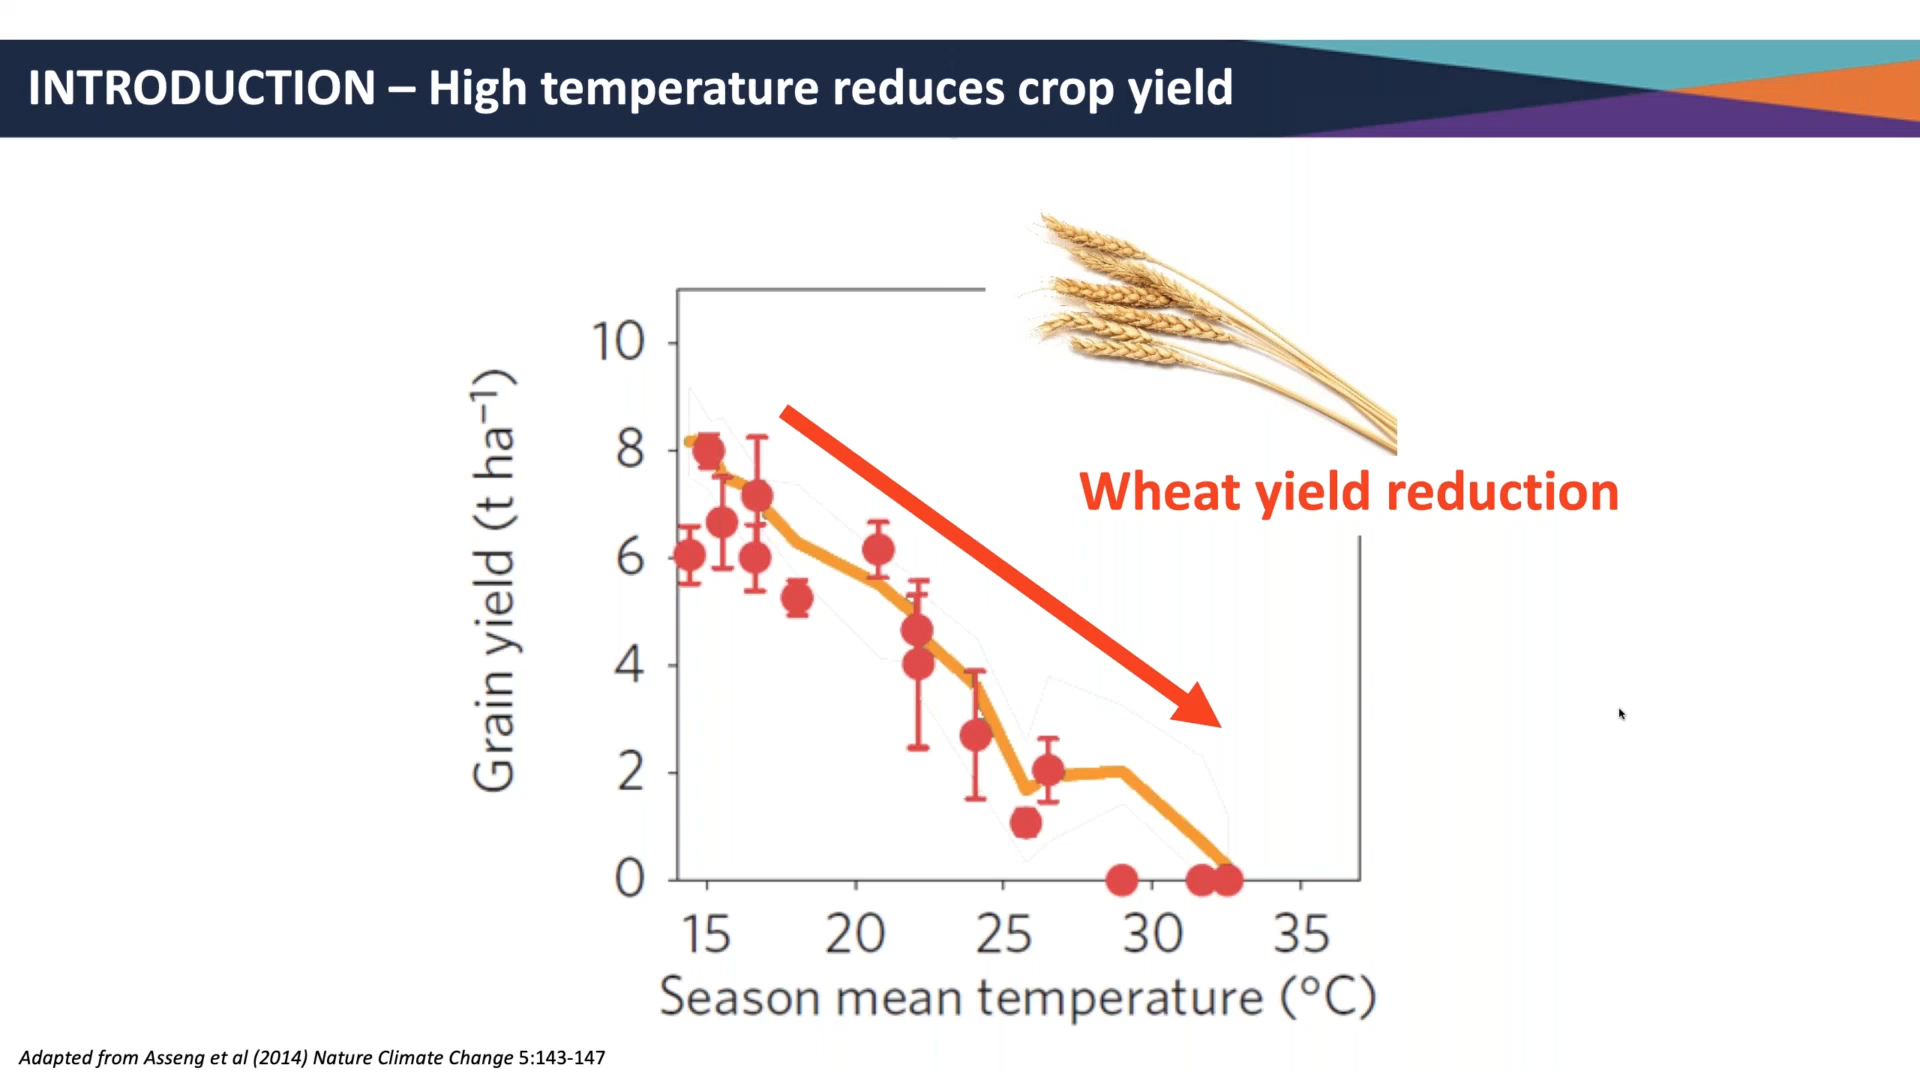 INTRODUCTION – High temperature reduces crop yield
Wheat yield reduction
Grain yield (t ha⁻¹)
10
8
6
4
2
0
15 20 25 30 35
Season mean temperature (°C)
Adapted from Asseng et al (2014) Nature Climate Change 5:143-147